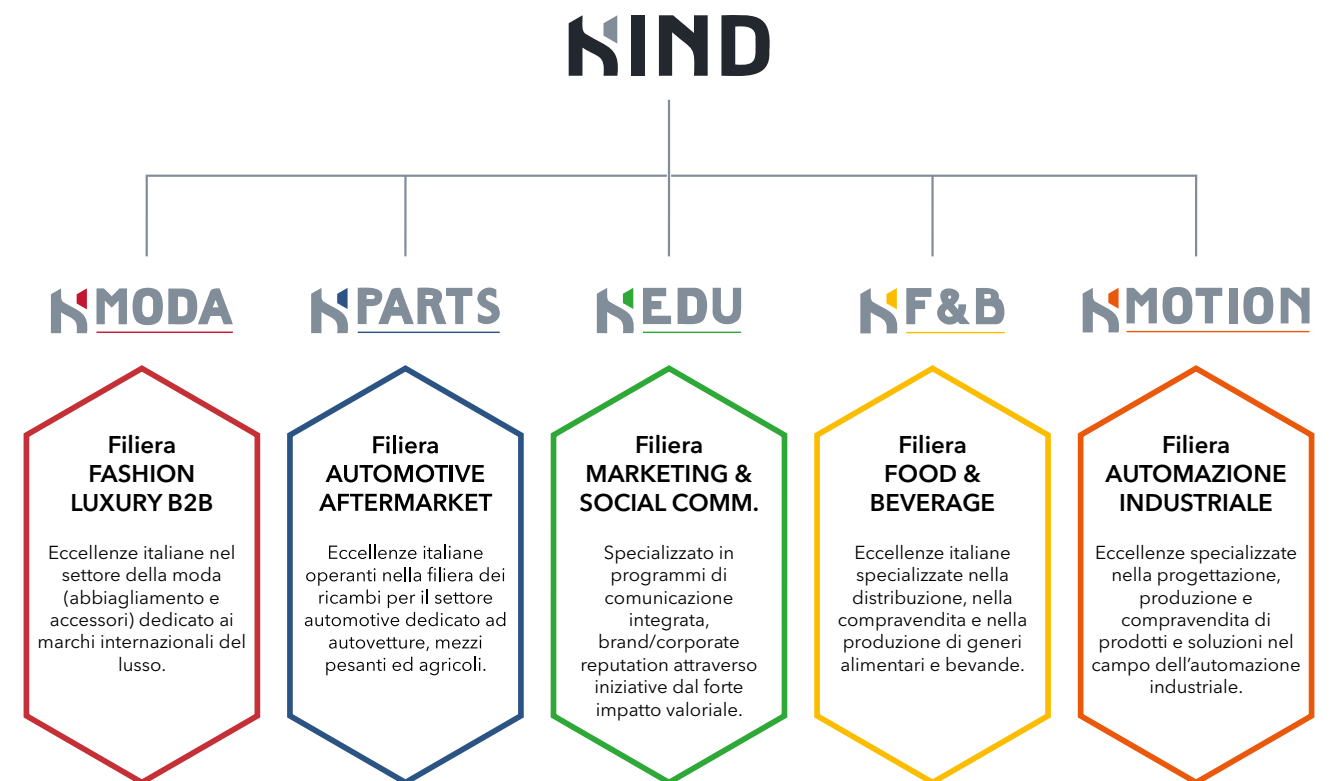 KIND
KMODA
KPARTS
KEDU
KF&B
KMOTION
Filiera
FASHION
LUXURY B2B
Eccellenze italiane nel
settore della moda
(abbiagliamento e
accessori) dedicato ai
marchi internazionali del
lusso.
Filiera
AUTOMOTIVE
AFTERMARKET
Eccellenze italiane
operanti nella filiera dei
ricambi per il settore
automotive dedicato ad
autovetture, mezzi
pesanti ed agricoli.
Filiera
MARKETING &
SOCIAL COMM.
Specializzato in
programmi di
comunicazione
integrata,
brand/corporate
reputation attraverso
iniziative dal forte
impatto valoriale.
Filiera
FOOD &
BEVERAGE
Eccellenze italiane
specializzate nella
distribuzione, nella
compravendita e nella
produzione di generi
alimentari e bevande.
Filiera
AUTOMAZIONE
INDUSTRIALE
Eccellenze specializzate
nella progettazione,
produzione e
compravendita di
prodotti e soluzioni nel
campo dell’automazione
industriale.